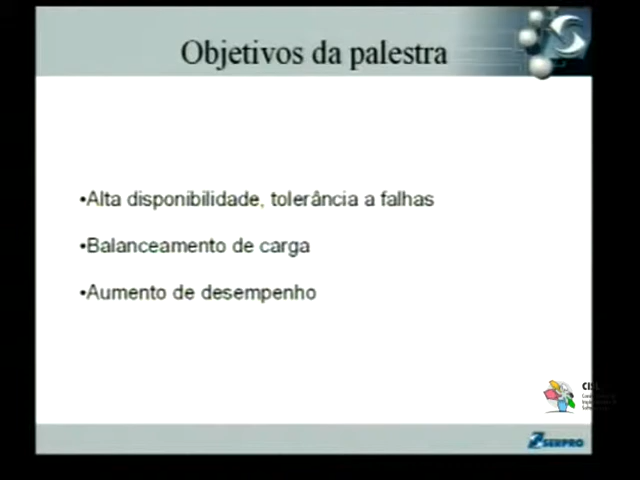 Objetivos da palestra
•Alta disponibilidade, tolerância a falhas
•Balanceamento de carga
•Aumento de desempenho
SERPRO